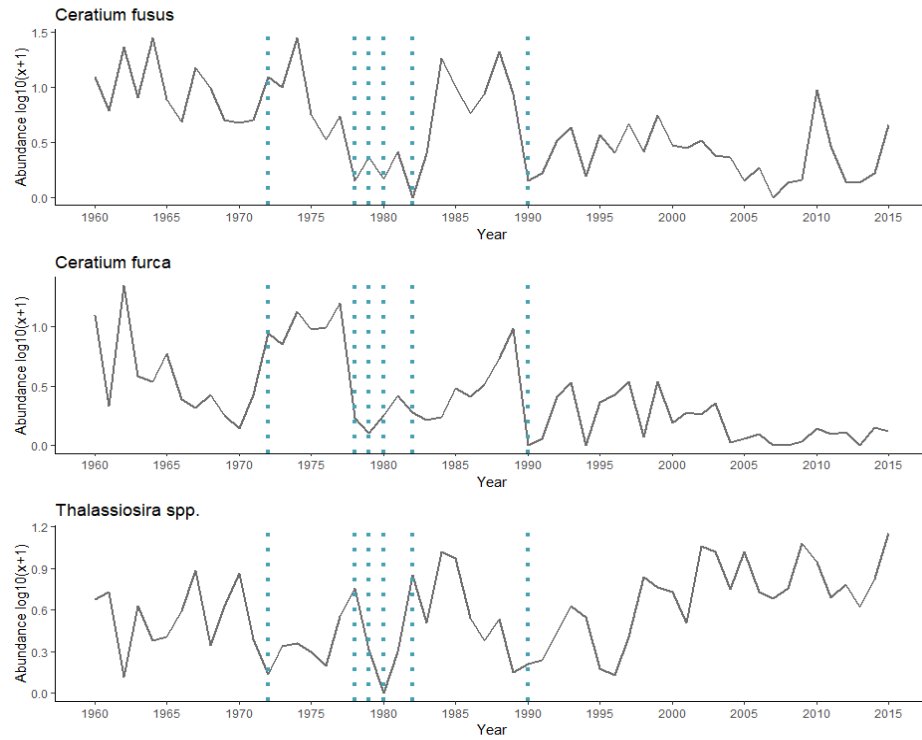 Ceratium fusus
Abundance log10(x+1)
1.5
1.0
0.5
0.0
1960 1965 1970 1975 1980 1985 1990 1995 2000 2005 2010 2015
Year
Ceratium furca
Abundance log10(x+1)
1.0
0.5
0.0
1960 1965 1970 1975 1980 1985 1990 1995 2000 2005 2010 2015
Year
Thalassiosira spp.
Abundance log10(x+1)
1.2
0.9
0.6
0.3
0.0
1960 1965 1970 1975 1980 1985 1990 1995 2000 2005 2010 2015
Year